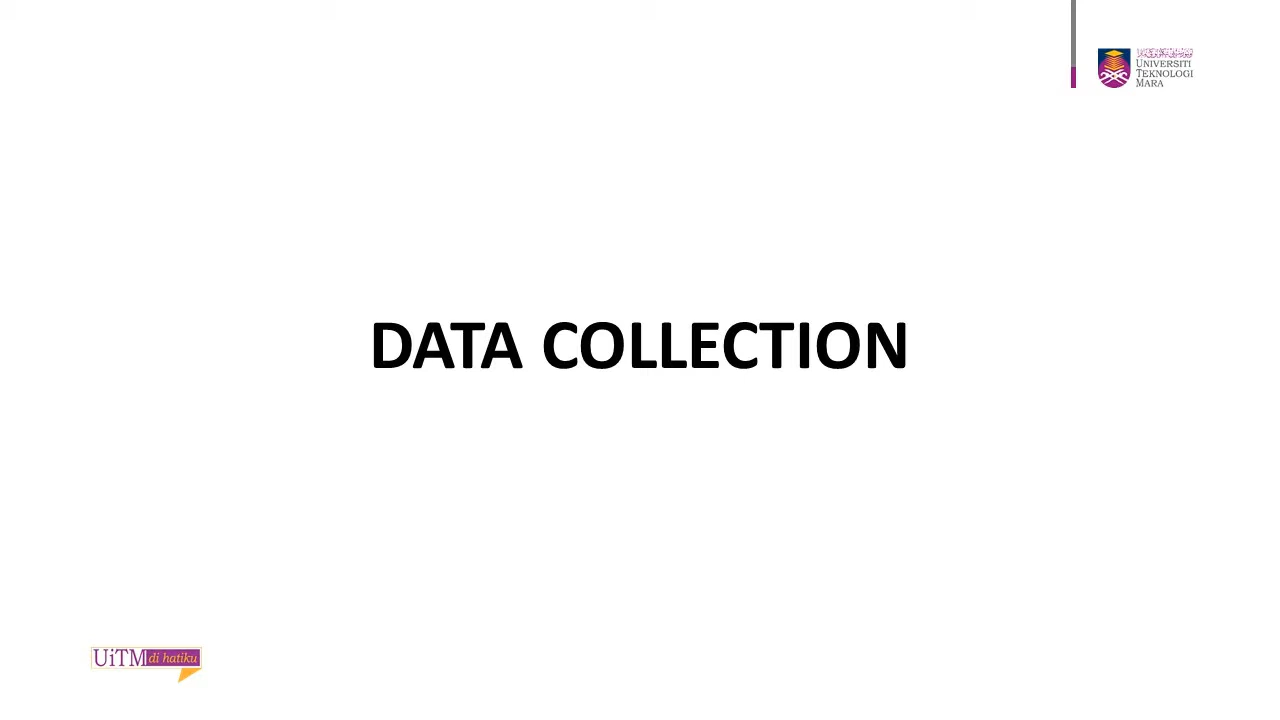 UNIVERSITI
TEKNOLOGI
MARA
DATA COLLECTION
UiTM di hatiku